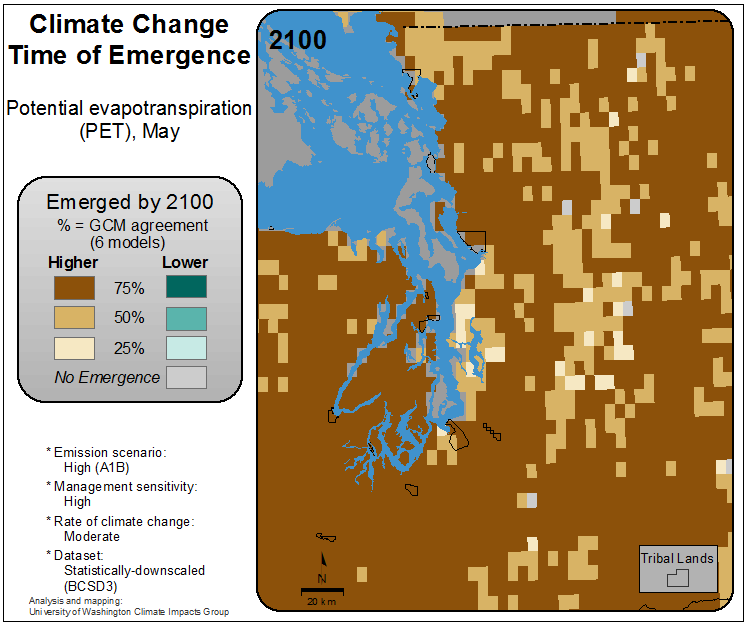 Climate Change
Time of Emergence
Potential evapotranspiration
(PET), May
Emerged by 2100
% = GCM agreement
(6 models)
Higher Lower
75%
50%
25%
No Emergence
* Emission scenario:
High (A1B)
* Management sensitivity:
High
* Rate of climate change:
Moderate
* Dataset:
Statistically-downscaled
(BCSD3)
Analysis and mapping:
University of Washington Climate Impacts Group
2100
N
20 km
Tribal Lands